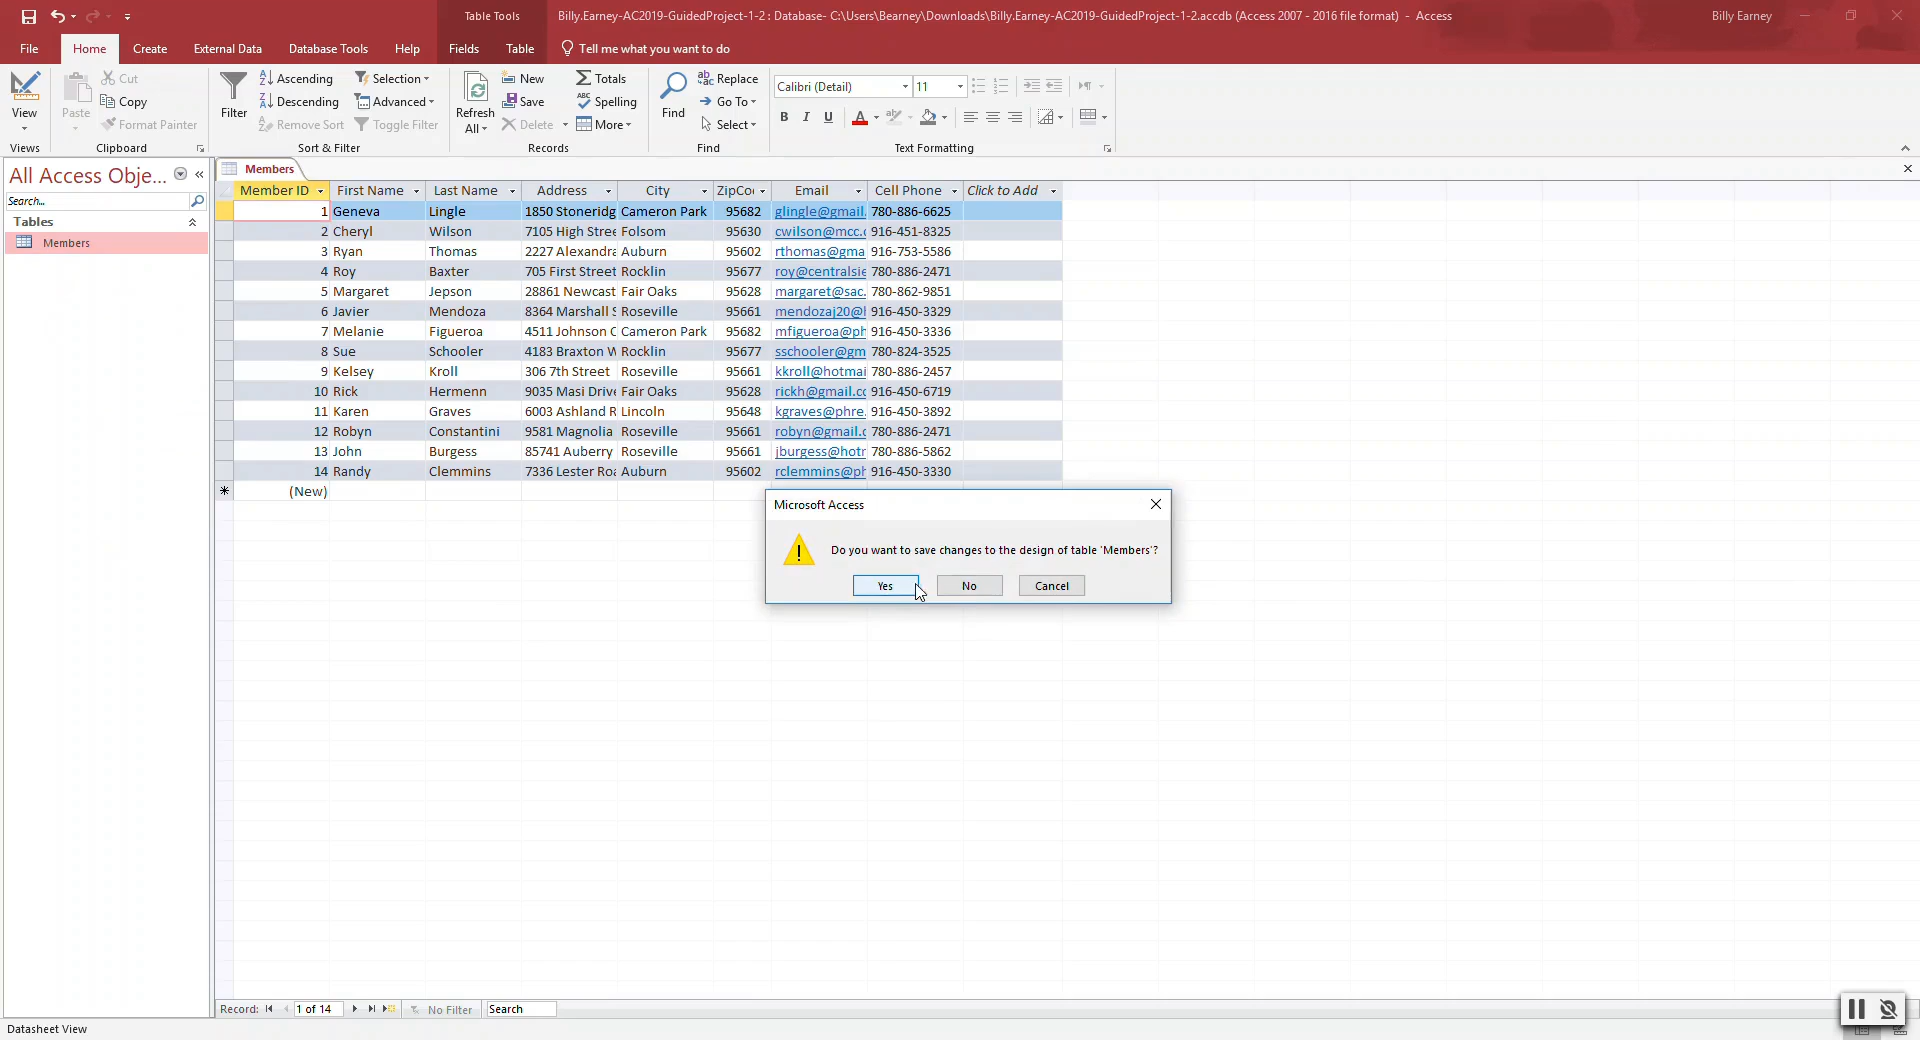 Table Tools
Billy.Earney-AC2019-GuidedProject-1-2 : Database- C:\Users\Bearney\Downloads\Billy.Earney-AC2019-GuidedProject-1-2.accdb (Access 2007 - 2016 file format) - Access
Billy Earney
File Home Create External Data Database Tools Help Fields Table Tell me what you want to do
View
Views
Paste
Cut
Copy
Format Painter
Clipboard
Filter
Ascending
Descending
Remove Sort
Selection
Advanced
Toggle Filter
Sort & Filter
Refresh
All
New
Save
Delete
Totals
Spelling
More
Records
Find
Replace
Go To
Select
Find
Calibri (Detail) 11
B I U A
Text Formatting
All Access Obje...
Search...
Tables
Members
Members
Member ID First Name Last Name Address City ZipCo Email Cell Phone Click to Add
1 Geneva Lingle 1850 Stoneridg Cameron Park 95682 glingle@gmail. 780-886-6625
2 Cheryl Wilson 7105 High Stree Folsom 95630 cwilson@mcc.c 916-451-8325
3 Ryan Thomas 2227 Alexandra Auburn 95602 rthomas@gma 916-753-5586
4 Roy Baxter 705 First Street Rocklin 95677 roy@centralsie 780-886-2471
5 Margaret Jepson 28861 Newcast Fair Oaks 95628 margaret@sac. 780-862-9851
6 Javier Mendoza 8364 Marshall S Roseville 95661 mendozaj20@h 916-450-3329
7 Melanie Figueroa 4511 Johnson C Cameron Park 95682 mfigueroa@ph 916-450-3336
8 Sue Schooler 4183 Braxton W Rocklin 95677 sschooler@gm 780-824-3525
9 Kelsey Kroll 306 7th Street Roseville 95661 kkroll@hotmai 780-886-2457
10 Rick Hermenn 9035 Masi Drive Fair Oaks 95628 rickh@gmail.cc 916-450-6719
11 Karen Graves 6003 Ashland R Lincoln 95648 kgraves@phre. 916-450-3892
12 Robyn Constantini 9581 Magnolia Roseville 95661 robyn@gmail.c 780-886-2471
13 John Burgess 85741 Auberry Roseville 95661 jburgess@hotr 780-886-5862
14 Randy Clemmins 7336 Lester Roa Auburn 95602 rclemmins@ph 916-450-3330
(New)
Microsoft Access
Do you want to save changes to the design of table 'Members'?
Yes No Cancel
Record: 1 of 14 No Filter Search
Datasheet View